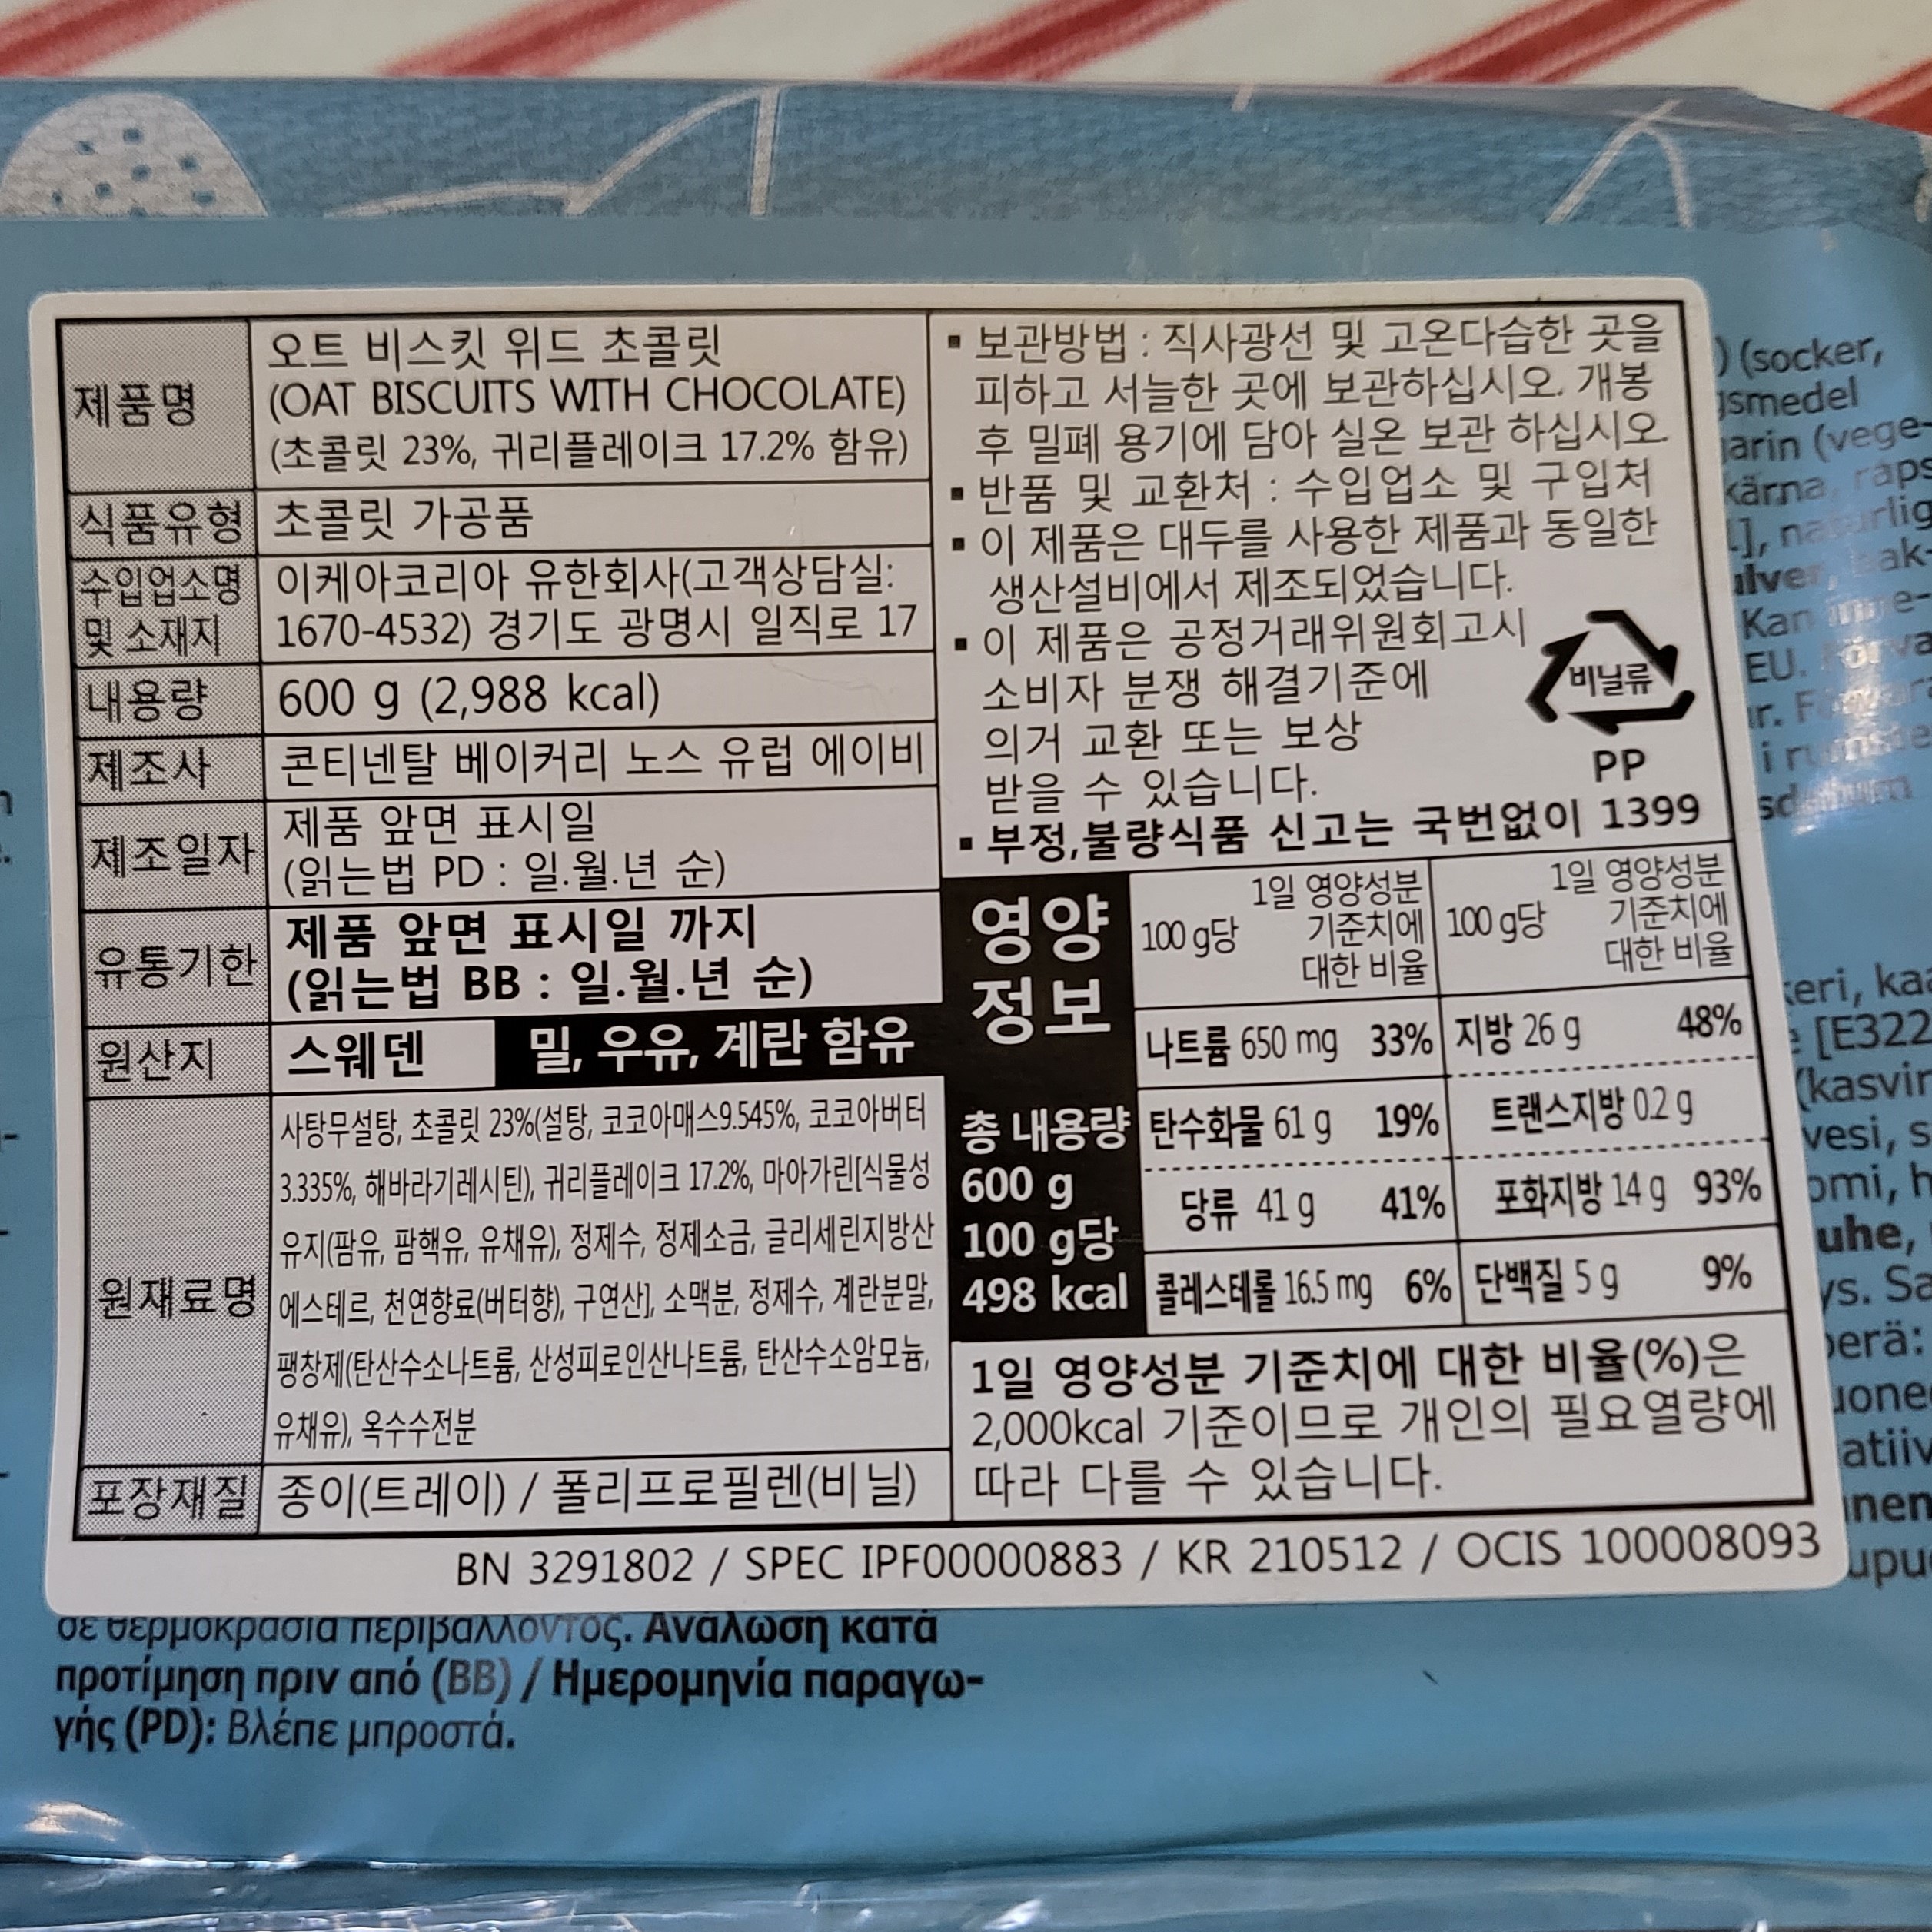 제품명
오트 비스킷 위드 초콜릿
(OAT BISCUITS WITH CHOCOLATE)
(초콜릿 23%, 귀리플레이크 17.2% 함유)
식품유형
초콜릿 가공품
수입업소명
및 소재지
이케아코리아 유한회사(고객상담실:
1670-4532) 경기도 광명시 일직로 17
내용량
600 g (2,988 kcal)
제조사
콘티넨탈 베이커리 노스 유럽 에이비
제조일자
제품 앞면 표시일
(읽는법 PD : 일.월.년 순)
유통기한
제품 앞면 표시일 까지
(읽는법 BB : 일.월.년 순)
원산지
스웨덴
밀, 우유, 계란 함유
원재료명
사탕무설탕, 초콜릿 23%(설탕, 코코아매스9.545%, 코코아버터
3.335%, 해바라기레시틴), 귀리플레이크 17.2%, 마아가린[식물성
유지(팜유, 팜핵유, 유채유), 정제수, 정제소금, 글리세린지방산
에스테르, 천연향료(버터향), 구연산], 소맥분, 정제수, 계란분말,
팽창제(탄산수소나트륨, 산성피로인산나트륨, 탄산수소암모늄,
유채유), 옥수수전분
포장재질
종이(트레이) / 폴리프로필렌(비닐)
▪ 보관방법 : 직사광선 및 고온다습한 곳을
피하고 서늘한 곳에 보관하십시오. 개봉
후 밀폐 용기에 담아 실온 보관 하십시오.
▪ 반품 및 교환처 : 수입업소 및 구입처
▪ 이 제품은 대두를 사용한 제품과 동일한
생산설비에서 제조되었습니다.
▪ 이 제품은 공정거래위원회고시
소비자 분쟁 해결기준에
의거 교환 또는 보상
받을 수 있습니다.
비닐류
PP
▪ 부정,불량식품 신고는 국번없이 1399
영양
정보
총 내용량
600 g
100 g당
498 kcal
100 g당
1일 영양성분
기준치에
대한 비율
100 g당
1일 영양성분
기준치에
대한 비율
나트륨 650 mg 33%
지방 26 g 48%
탄수화물 61 g 19%
트랜스지방 0.2 g
당류 41 g 41%
포화지방 14 g 93%
콜레스테롤 16.5 mg 6%
단백질 5 g 9%
1일 영양성분 기준치에 대한 비율(%)은
2,000kcal 기준이므로 개인의 필요열량에
따라 다를 수 있습니다.
BN 3291802 / SPEC IPF00000883 / KR 210512 / OCIS 100008093
σε θερμοκρασία περιβάλλοντος. Ανάλωση κατά
προτίμηση πριν από (BB) / Ημερομηνία παραγω-
γής (PD): Βλέπε μπροστά.
) (socker,
(vege-
raps
EU.
[E322